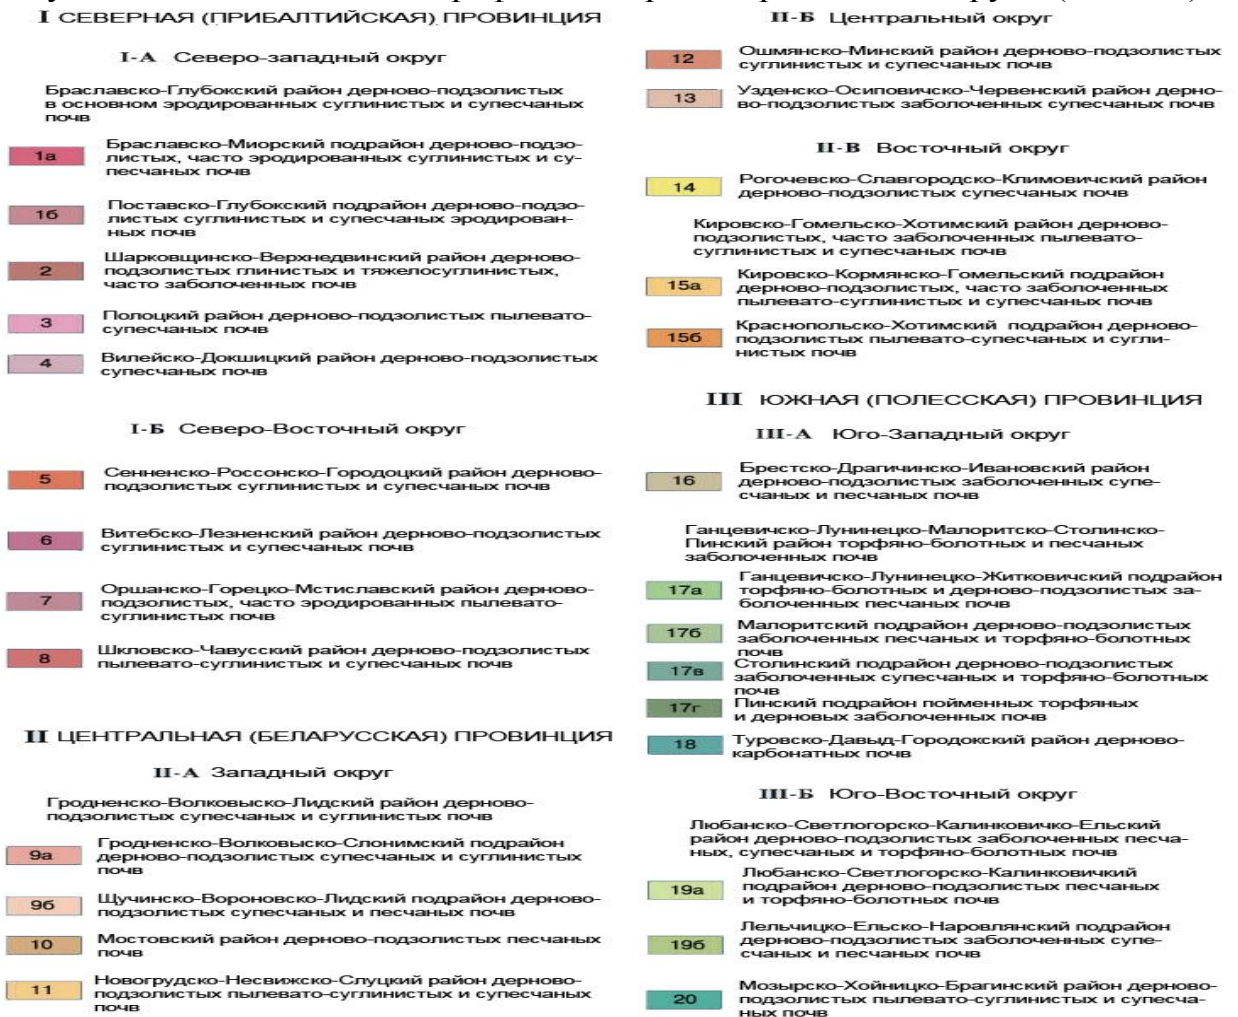 I СЕВЕРНАЯ (ПРИБАЛТИЙСКАЯ) ПРОВИНЦИЯ
I-А Северо-западный округ
Браславско-Глубокский район дерново-подзолистых
в основном эродированных суглинистых и супесчаных
почв
1а
Браславско-Миорский подрайон дерново-подзо-
листых, часто эродированных суглинистых и су-
песчаных почв
1б
Поставско-Глубокский подрайон дерново-подзо-
листых суглинистых и супесчаных эродирован-
ных почв
2
Шарковщинско-Верхнедвинский район дерново-
подзолистых глинистых и тяжелосуглинистых,
часто заболоченных почв
3
Полоцкий район дерново-подзолистых пылевато-
супесчаных почв
4
Вилейско-Докшицкий район дерново-подзолистых
супесчаных почв
I-Б Северо-Восточный округ
5
Сенненско-Россонско-Городоцкий район дерново-
подзолистых суглинистых и супесчаных почв
6
Витебско-Лезненский район дерново-подзолистых
суглинистых и супесчаных почв
7
Оршанско-Горецко-Мстиславский район дерново-
подзолистых, часто эродированных пылевато-
суглинистых почв
8
Шкловско-Чавусский район дерново-подзолистых
пылевато-суглинистых и супесчаных почв
II ЦЕНТРАЛЬНАЯ (БЕЛАРУССКАЯ) ПРОВИНЦИЯ
II-А Западный округ
Гродненско-Волковыско-Лидский район дерново-
подзолистых супесчаных и суглинистых почв
9а
Гродненско-Волковыско-Слонимский подрайон
дерново-подзолистых супесчаных и суглинистых
почв
9б
Щучинско-Вороновско-Лидский подрайон дерново-
подзолистых супесчаных и песчаных почв
10
Мостовский район дерново-подзолистых песчаных
почв
11
Новогрудско-Несвижско-Слуцкий район дерново-
подзолистых пылевато-суглинистых и супесчаных
почв
II-Б Центральный округ
12
Ошмянско-Минский район дерново-подзолистых
суглинистых и супесчаных почв
13
Узденско-Осиповичско-Червенский район дерно-
во-подзолистых заболоченных супесчаных почв
II-В Восточный округ
14
Рогочевско-Славгородско-Климовичский район
дерново-подзолистых супесчаных почв
Кировско-Гомельско-Хотимский район дерново-
подзолистых, часто заболоченных пылевато-
суглинистых и супесчаных почв
15а
Кировско-Кормянско-Гомельский подрайон
дерново-подзолистых, часто заболоченных
пылевато-суглинистых и супесчаных почв
15б
Краснопольско-Хотимский подрайон дерново-
подзолистых пылевато-супесчаных и сугли-
нистых почв
III ЮЖНАЯ (ПОЛЕССКАЯ) ПРОВИНЦИЯ
III-А Юго-Западный округ
16
Брестско-Драгичинско-Ивановский район
дерново-подзолистых заболоченных супе-
счаных и песчаных почв
Ганцевичско-Лунинецко-Малоритско-Столинско-
Пинский район торфяно-болотных и песчаных
заболоченных почв
17а
Ганцевичско-Лунинецко-Житковичский подрайон
торфяно-болотных и дерново-подзолистых за-
болоченных песчаных почв
17б
Малоритский подрайон дерново-подзолистых
заболоченных песчаных и торфяно-болотных
почв
17в
Столинский подрайон дерново-подзолистых
заболоченных супесчаных и торфяно-болотных
почв
17г
Пинский подрайон пойменных торфяных
и дерновых заболоченных почв
18
Туровско-Давыд-Городокский район дерново-
карбонатных почв
III-Б Юго-Восточный округ
Любанско-Светлогорско-Калинковичко-Ельский
район дерново-подзолистых заболоченных песча-
ных, супесчаных и торфяно-болотных почв
19а
Любанско-Светлогорско-Калинковичкий
подрайон дерново-подзолистых песчаных
и торфяно-болотных почв
19б
Лельчицко-Ельско-Наровлянский подрайон
дерново-подзолистых заболоченных супе-
счаных и песчаных почв
20
Мозырско-Хойницко-Брагинский район дерново-
подзолистых пылевато-суглинистых и супесча-
ных почв